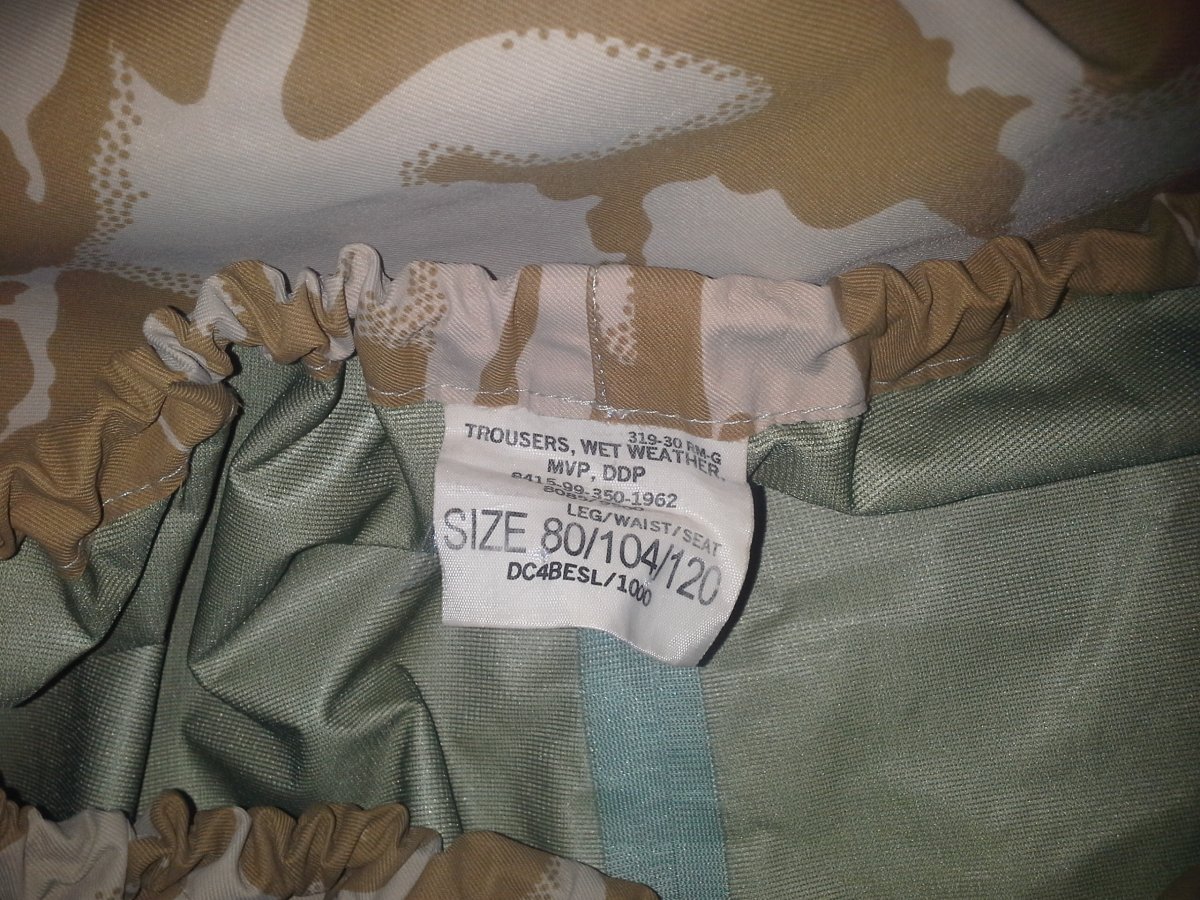 319-30 RM-G
TROUSERS, WET WEATHER,
MVP, DDP
8415-99-350-1962
LEG/WAIST/SEAT
SIZE 80/104/120
DC4BESL/1000